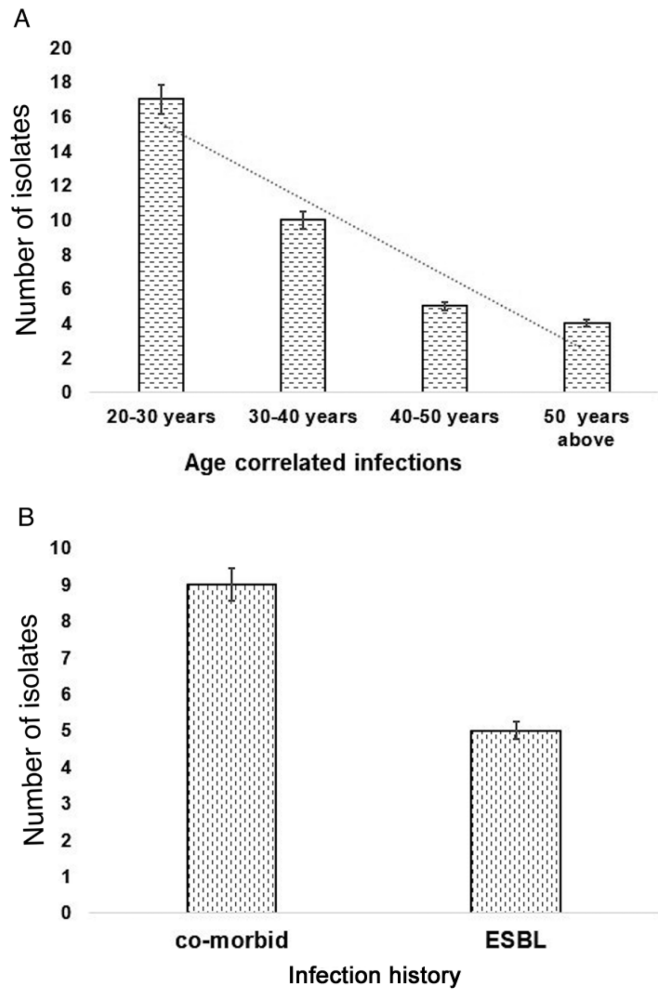 A
Number of isolates
20
18
16
14
12
10
8
6
4
2
0
20-30 years 30-40 years 40-50 years 50 years
above
Age correlated infections
B
Number of isolates
10
9
8
7
6
5
4
3
2
1
0
co-morbid ESBL
Infection history